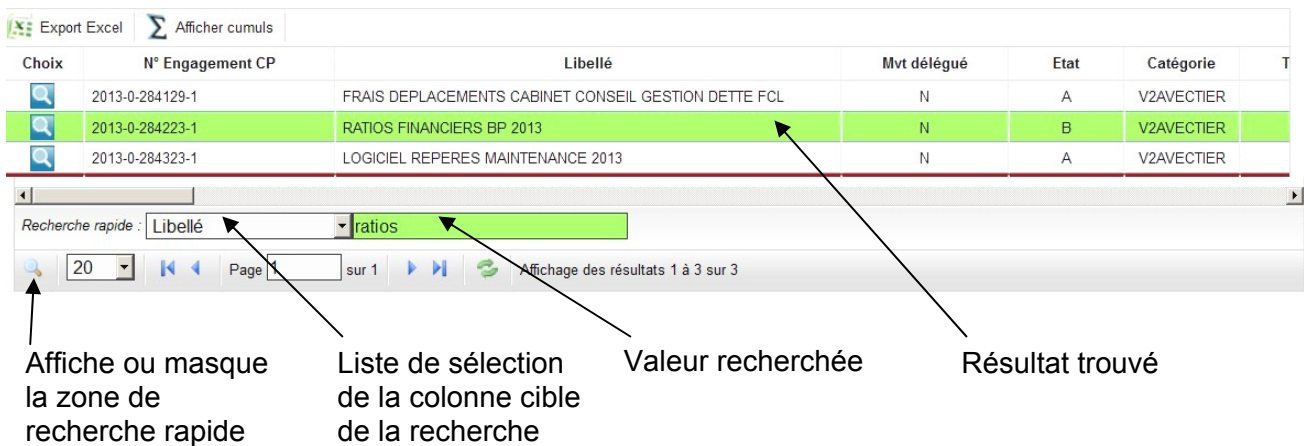 Export Excel Σ Afficher cumuls
Choix N° Engagement CP Libellé Mvt délégué Etat Catégorie T
2013-0-284129-1 FRAIS DEPLACEMENTS CABINET CONSEIL GESTION DETTE FCL N A V2AVECTIER
2013-0-284223-1 RATIOS FINANCIERS BP 2013 N B V2AVECTIER
2013-0-284323-1 LOGICIEL REPERES MAINTENANCE 2013 N A V2AVECTIER
Recherche rapide : Libellé ratios
20 Page 1 sur 1 Affichage des résultats 1 à 3 sur 3
Affiche ou masque
la zone de
recherche rapide
Liste de sélection
de la colonne cible
de la recherche
Valeur recherchée
Résultat trouvé